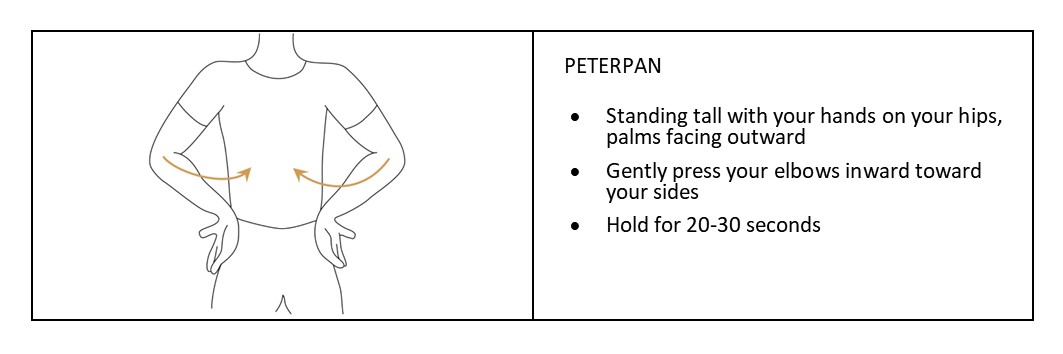 PETERPAN
• Standing tall with your hands on your hips,
palms facing outward
• Gently press your elbows inward toward
your sides
• Hold for 20-30 seconds